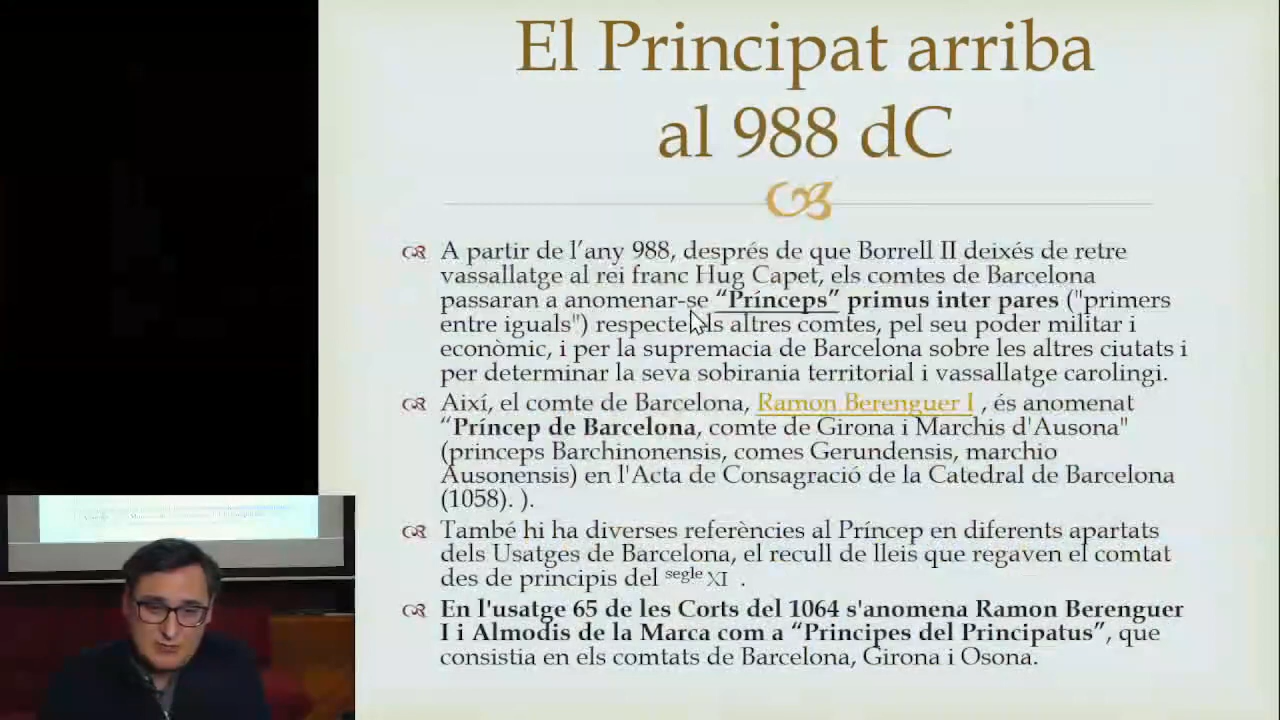 El Principat arriba
al 988 dC
A partir de l’any 988, després de que Borrell II deixés de retre
vassallatge al rei franc Hug Capet, els comtes de Barcelona
passaran a anomenar-se “Prínceps” primus inter pares ("primers
entre iguals") respecte els altres comtes, pel seu poder militar i
econòmic, i per la supremacia de Barcelona sobre les altres ciutats i
per determinar la seva sobirania territorial i vassallatge carolingi.
Així, el comte de Barcelona, Ramon Berenguer I , és anomenat
“Príncep de Barcelona, comte de Girona i Marchis d'Ausona"
(princeps Barchinonensis, comes Gerundensis, marchio
Ausonensis) en l'Acta de Consagració de la Catedral de Barcelona
(1058). ).
També hi ha diverses referències al Príncep en diferents apartats
dels Usatges de Barcelona, el recull de lleis que regaven el comtat
des de principis del segle XI .
En l'usatge 65 de les Corts del 1064 s'anomena Ramon Berenguer
I i Almodis de la Marca com a “Principes del Principatus”, que
consistia en els comtats de Barcelona, Girona i Osona.